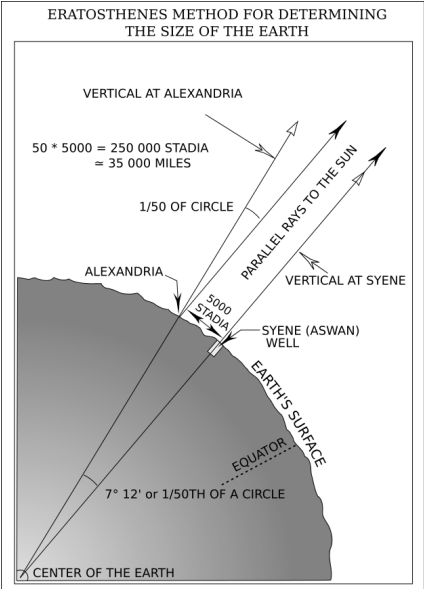 ERATOSTHENES METHOD FOR DETERMINING
THE SIZE OF THE EARTH
VERTICAL AT ALEXANDRIA
50 * 5000 = 250 000 STADIA
≃ 35 000 MILES
1/50 OF CIRCLE
PARALLEL RAYS TO THE SUN
ALEXANDRIA
VERTICAL AT SYENE
5000
STADIA
SYENE (ASWAN)
WELL
EARTH'S SURFACE
EQUATOR
7° 12' or 1/50TH OF A CIRCLE
CENTER OF THE EARTH